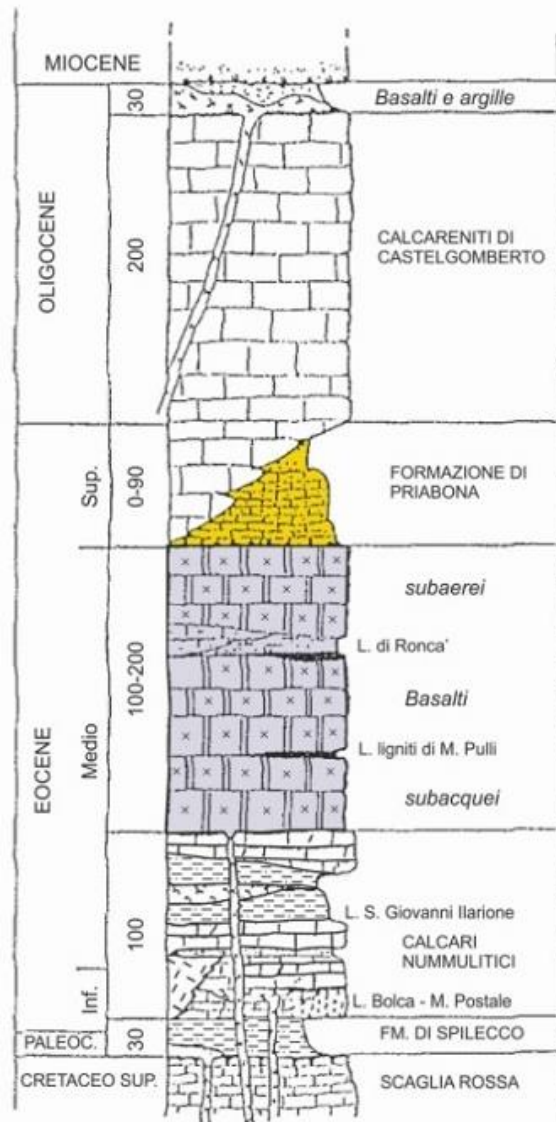 MIOCENE
30
Basalti e argille
OLIGOCENE
200
CALCARENITI DI
CASTELGOMBERTO
Sup.
0-90
FORMAZIONE DI
PRIABONA
EOCENE
Medio
100-200
subaerei
L. di Ronca'
Basalti
L. ligniti di M. Pulli
subacquei
100
L. S. Giovanni Ilarione
CALCARI
NUMMULITICI
Inf.
L. Bolca - M. Postale
PALEOC.
30
FM. DI SPILECCO
CRETACEO SUP.
SCAGLIA ROSSA